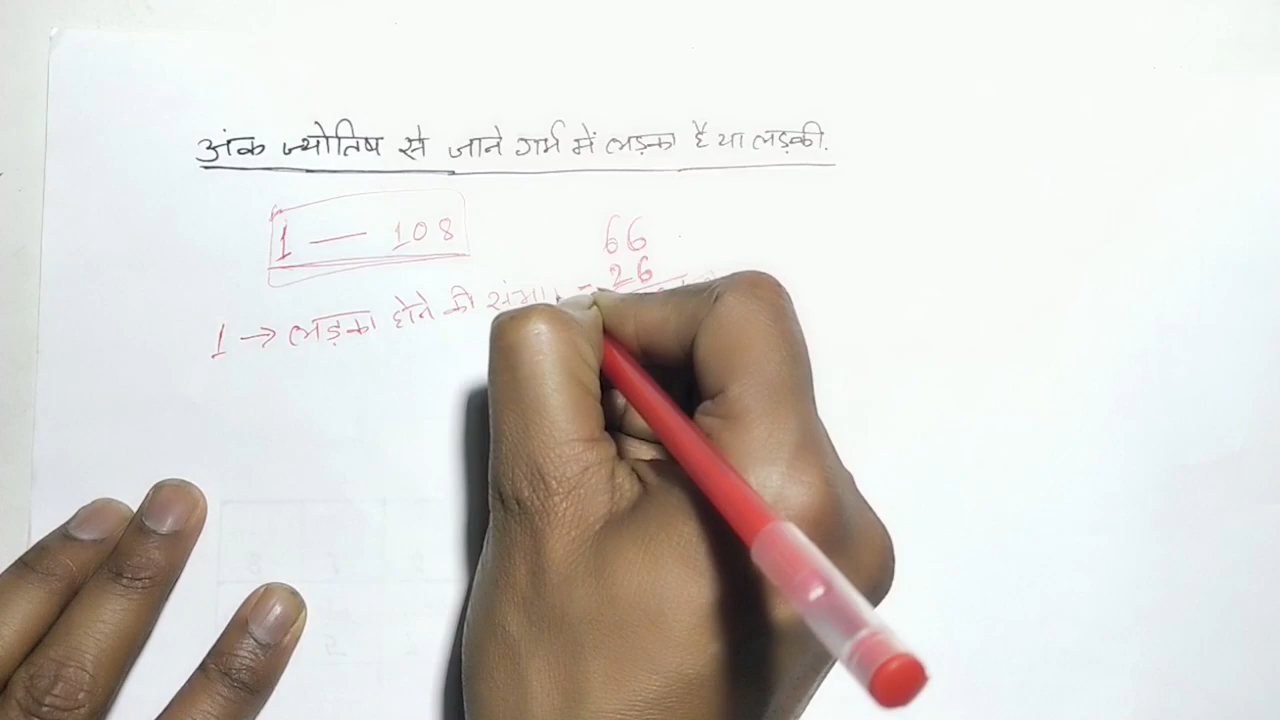 अंक ज्योतिष से जाने गर्भ में लड़का है या लड़की.
1 — 108
66
26
1 → लड़का होने की